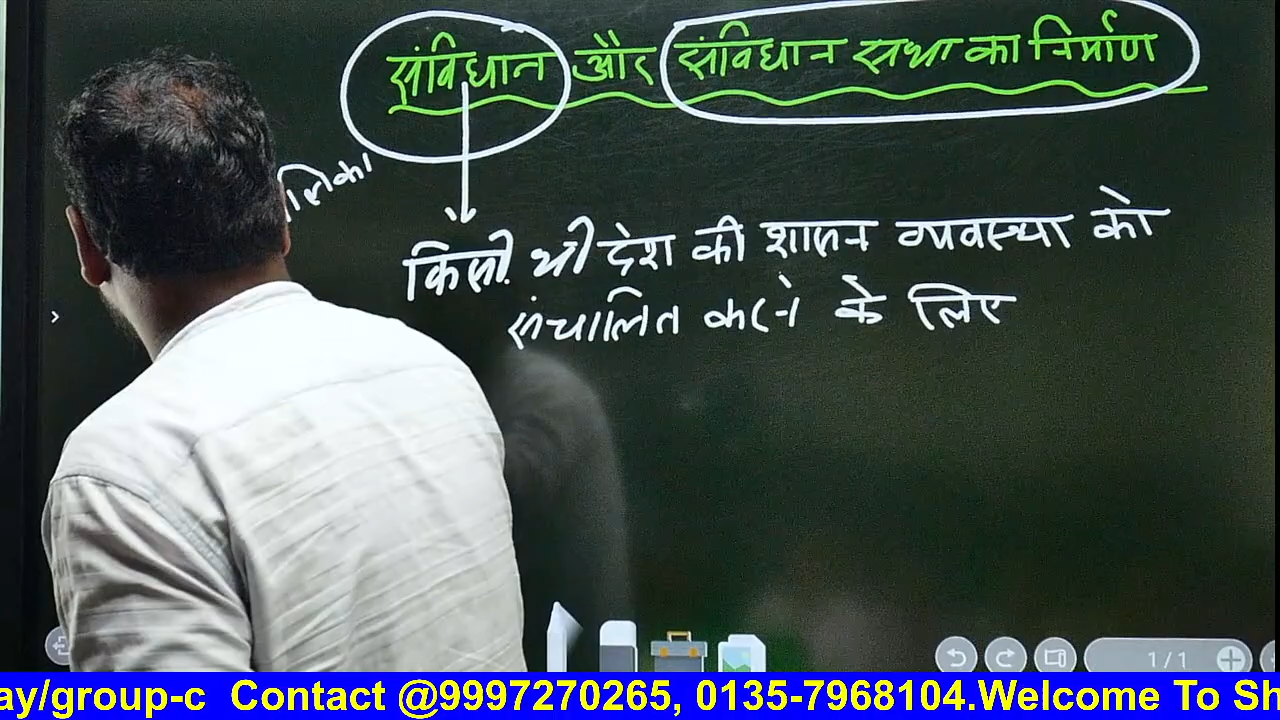 संविधान और संविधान सभा का निर्माण
किसी भी देश की शासन व्यवस्था को
संचालित करने के लिए
1/1
ay/group-c Contact @9997270265, 0135-7968104.Welcome To Sh